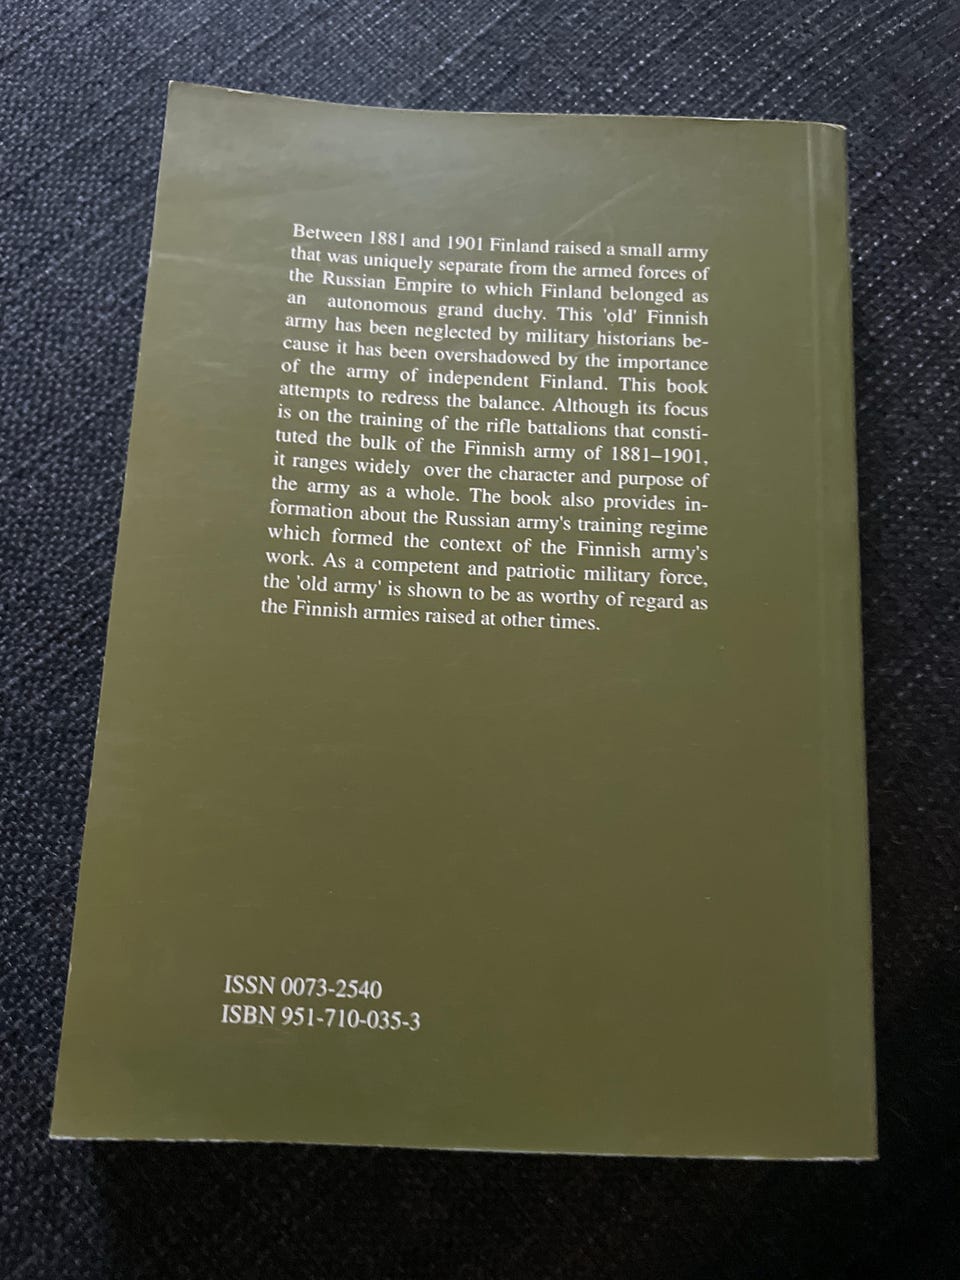 Between 1881 and 1901 Finland raised a small army
that was uniquely separate from the armed forces of
the Russian Empire to which Finland belonged as
an autonomous grand duchy. This 'old' Finnish
army has been neglected by military historians be-
cause it has been overshadowed by the importance
of the army of independent Finland. This book
attempts to redress the balance. Although its focus
is on the training of the rifle battalions that consti-
tuted the bulk of the Finnish army of 1881–1901,
it ranges widely over the character and purpose of
the army as a whole. The book also provides in-
formation about the Russian army's training regime
which formed the context of the Finnish army's
work. As a competent and patriotic military force,
the 'old army' is shown to be as worthy of regard as
the Finnish armies raised at other times.
ISSN 0073-2540
ISBN 951-710-035-3